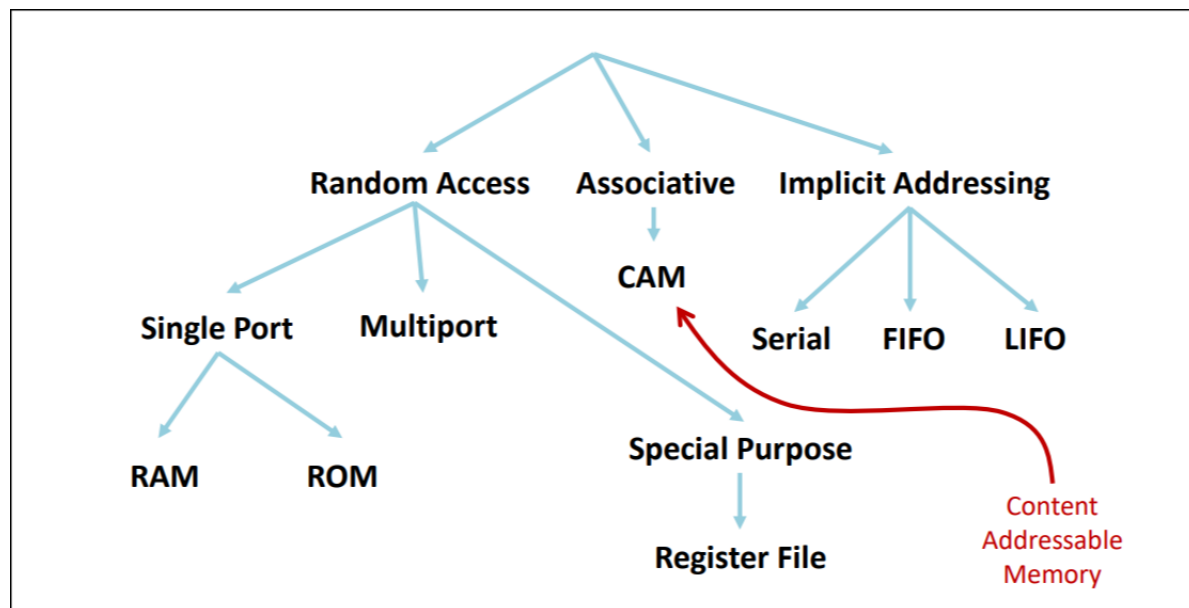 Random Access
Associative
Implicit Addressing
CAM
Single Port
Multiport
Serial
FIFO
LIFO
Special Purpose
RAM
ROM
Register File
Content
Addressable
Memory